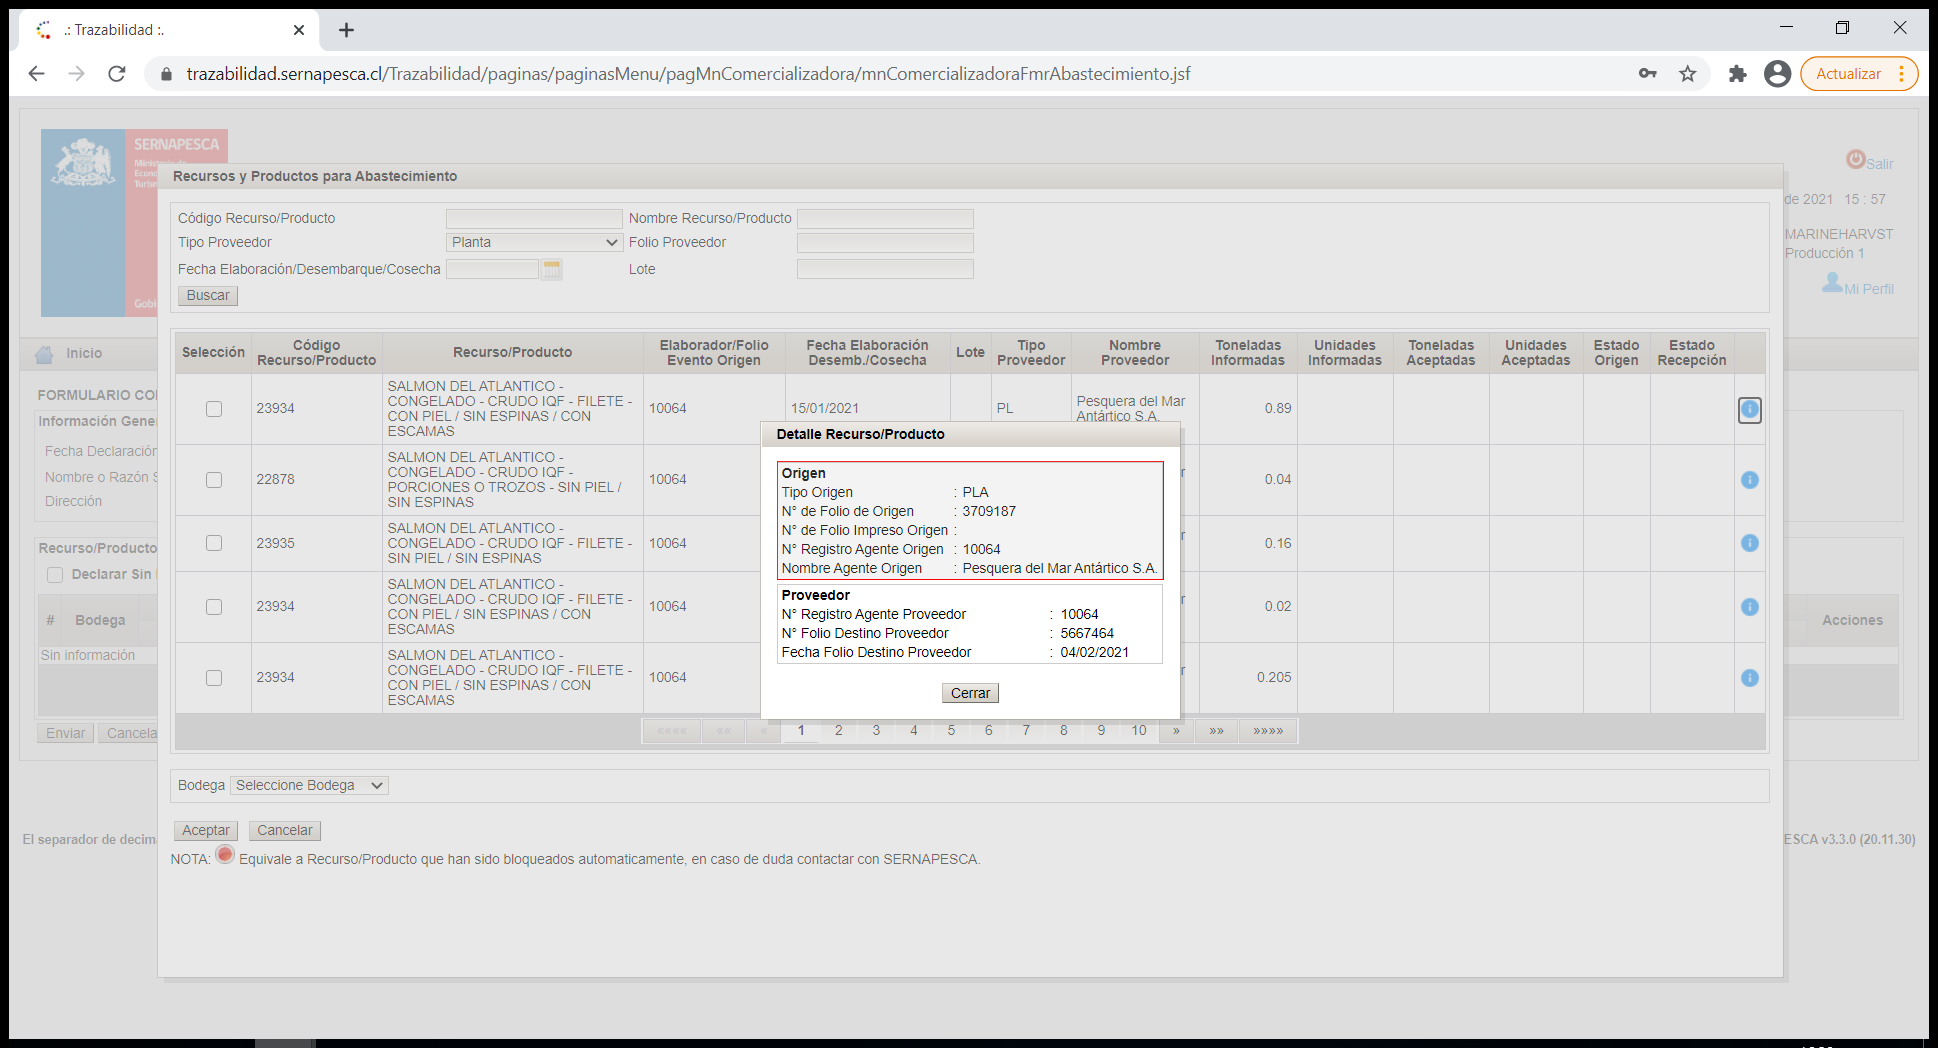 .: Trazabilidad :.
trazabilidad.sernapesca.cl/Trazabilidad/paginas/paginasMenu/pagMnComercializadora/mnComercializadoraFmrAbastecimiento.jsf
Actualizar
SERNAPESCA
Salir
Recursos y Productos para Abastecimiento
de 2021 15 : 57
Código Recurso/Producto
Nombre Recurso/Producto
Tipo Proveedor
Planta
Folio Proveedor
MARINEHARVST
Producción 1
Fecha Elaboración/Desembarque/Cosecha
Lote
Mi Perfil
Buscar
Gobi
Inicio
Selección
Código Recurso/Producto
Recurso/Producto
Elaborador/Folio Evento Origen
Fecha Elaboración Desemb./Cosecha
Lote
Tipo Proveedor
Nombre Proveedor
Toneladas Informadas
Unidades Informadas
Toneladas Aceptadas
Unidades Aceptadas
Estado Origen
Estado Recepción
23934
SALMON DEL ATLANTICO -
CONGELADO - CRUDO IQF - FILETE -
CON PIEL / SIN ESPINAS / CON
ESCAMAS
10064
15/01/2021
PL
Pesquera del Mar
Antártico S.A.
0.89
22878
SALMON DEL ATLANTICO -
CONGELADO - CRUDO IQF -
PORCIONES O TROZOS - SIN PIEL /
SIN ESPINAS
10064
0.04
23935
SALMON DEL ATLANTICO -
CONGELADO - CRUDO IQF - FILETE -
SIN PIEL / SIN ESPINAS
10064
0.16
23934
SALMON DEL ATLANTICO -
CONGELADO - CRUDO IQF - FILETE -
CON PIEL / SIN ESPINAS / CON
ESCAMAS
10064
0.02
23934
SALMON DEL ATLANTICO -
CONGELADO - CRUDO IQF - FILETE -
CON PIEL / SIN ESPINAS / CON
ESCAMAS
10064
0.205
«««« «« « 1 2 3 4 5 6 7 8 9 10 » »» »»»»
Detalle Recurso/Producto
Origen
Tipo Origen : PLA
N° de Folio de Origen : 3709187
N° de Folio Impreso Origen :
N° Registro Agente Origen : 10064
Nombre Agente Origen : Pesquera del Mar Antártico S.A.
Proveedor
N° Registro Agente Proveedor : 10064
N° Folio Destino Proveedor : 5667464
Fecha Folio Destino Proveedor : 04/02/2021
Cerrar
FORMULARIO CO
Información Gener
Fecha Declaración
Nombre o Razón S
Dirección
Recurso/Producto
Declarar Sin
# Bodega
Acciones
Sin información
Enviar
Cancela
Bodega
Seleccione Bodega
Aceptar
Cancelar
El separador de decima
ESCA v3.3.0 (20.11.30)
NOTA: Equivale a Recurso/Producto que han sido bloqueados automaticamente, en caso de duda contactar con SERNAPESCA.